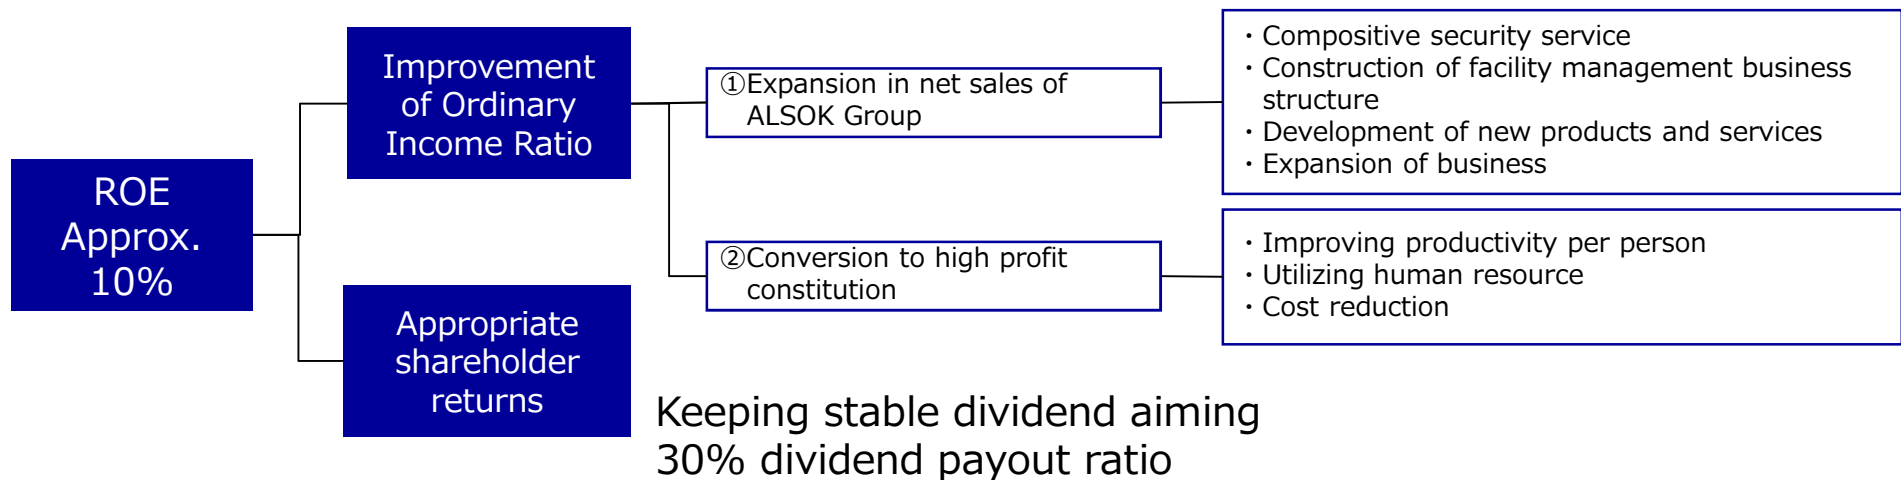 ROE
Approx.
10%
Improvement
of Ordinary
Income Ratio
Appropriate
shareholder
returns
①Expansion in net sales of
ALSOK Group
②Conversion to high profit
constitution
・Compositive security service
・Construction of facility management business
structure
・Development of new products and services
・Expansion of business
・Improving productivity per person
・Utilizing human resource
・Cost reduction
Keeping stable dividend aiming
30% dividend payout ratio